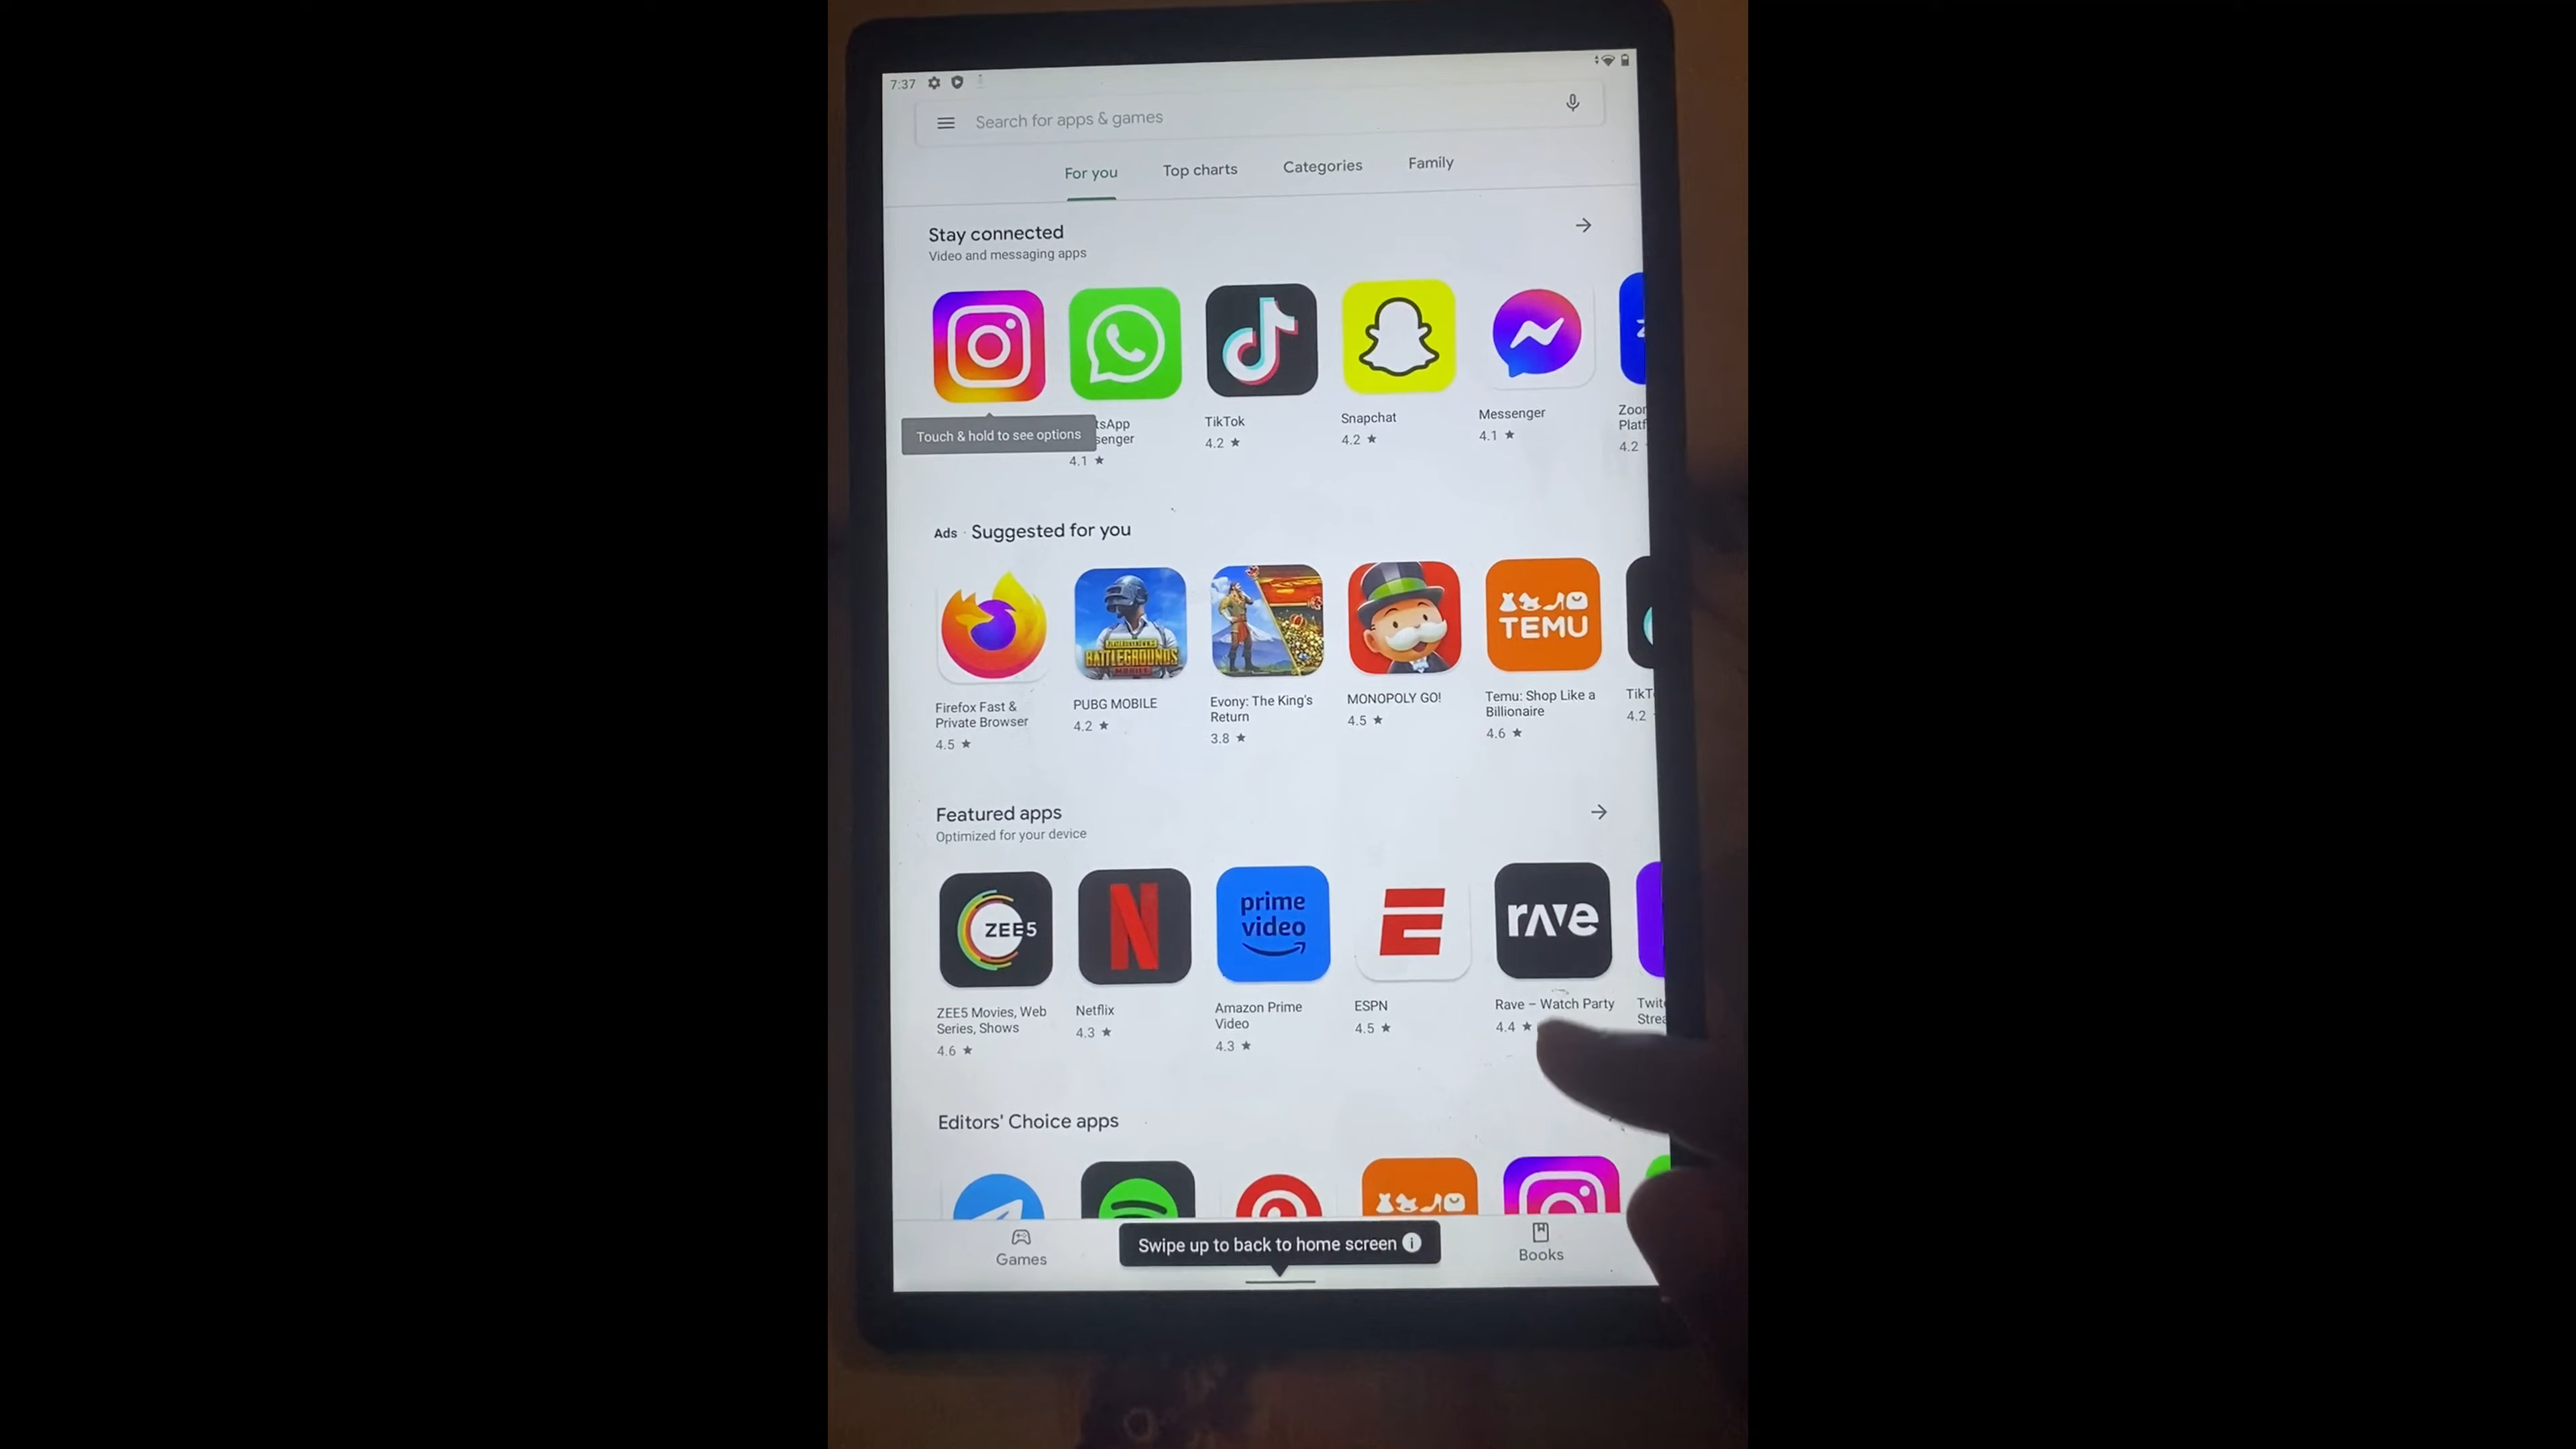 7:37
Search for apps & games
For you Top charts Categories Family
Stay connected
Video and messaging apps
Touch & hold to see options
tsApp
senger
4.1 ★
TikTok
4.2 ★
Snapchat
4.2 ★
Messenger
4.1 ★
Zoom
Platf
4.2
Ads · Suggested for you
BATTLEGROUNDS
MOBILE
TEMU
Firefox Fast &
Private Browser
4.5 ★
PUBG MOBILE
4.2 ★
Evony: The King's
Return
3.8 ★
MONOPOLY GO!
4.5 ★
Temu: Shop Like a
Billionaire
4.6 ★
TikT
4.2
Featured apps
Optimized for your device
ZEE5
N
prime
video
E
rave
ZEE5 Movies, Web
Series, Shows
4.6 ★
Netflix
4.3 ★
Amazon Prime
Video
4.3 ★
ESPN
4.5 ★
Rave – Watch Party
4.4 ★
Twitc
Strea
Editors' Choice apps
Games
Swipe up to back to home screen
Books